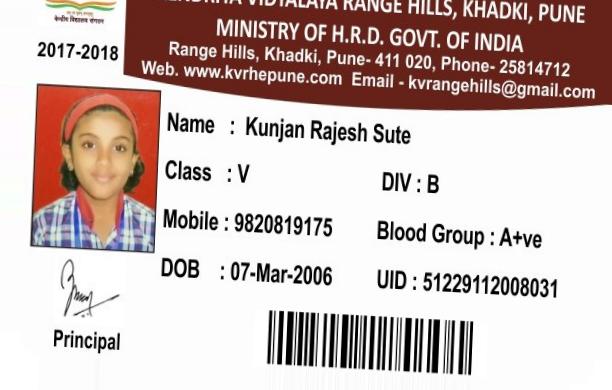 VIDYALAYA RANGE HILLS, KHADKI, PUNE
MINISTRY OF H.R.D. GOVT. OF INDIA
Range Hills, Khadki, Pune- 411 020, Phone- 25814712
Web. www.kvrhepune.com Email - kvrangehills@gmail.com
केन्द्रीय विद्यालय संगठन
2017-2018
Name : Kunjan Rajesh Sute
Class : V
DIV : B
Mobile : 9820819175
Blood Group : A+ve
DOB : 07-Mar-2006
UID : 51229112008031
Principal